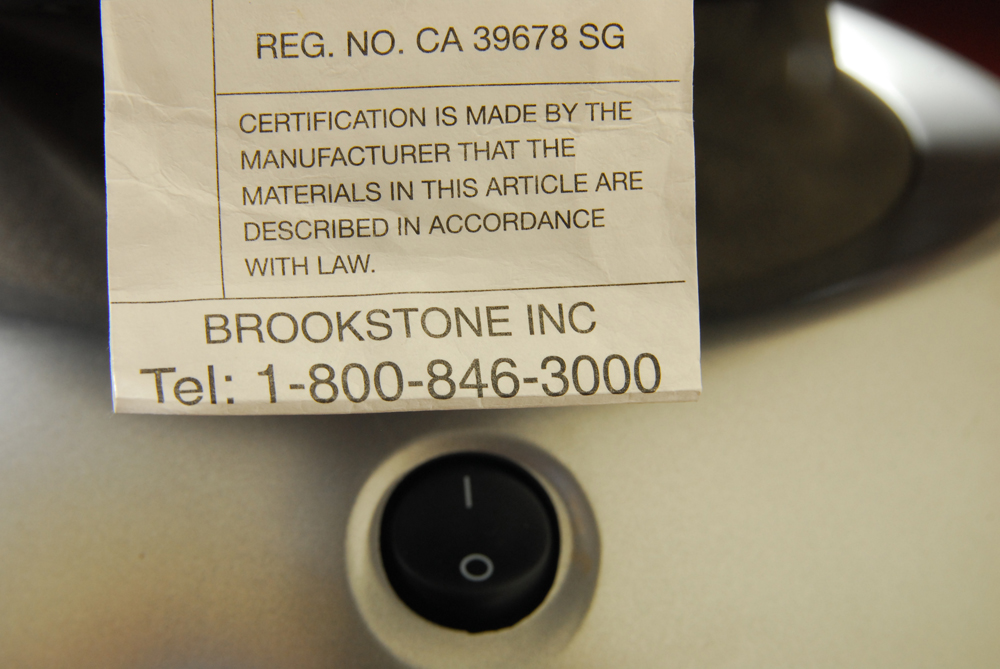 REG. NO. CA 39678 SG
CERTIFICATION IS MADE BY THE
MANUFACTURER THAT THE
MATERIALS IN THIS ARTICLE ARE
DESCRIBED IN ACCORDANCE
WITH LAW.
BROOKSTONE INC
Tel: 1-800-846-3000
I
O